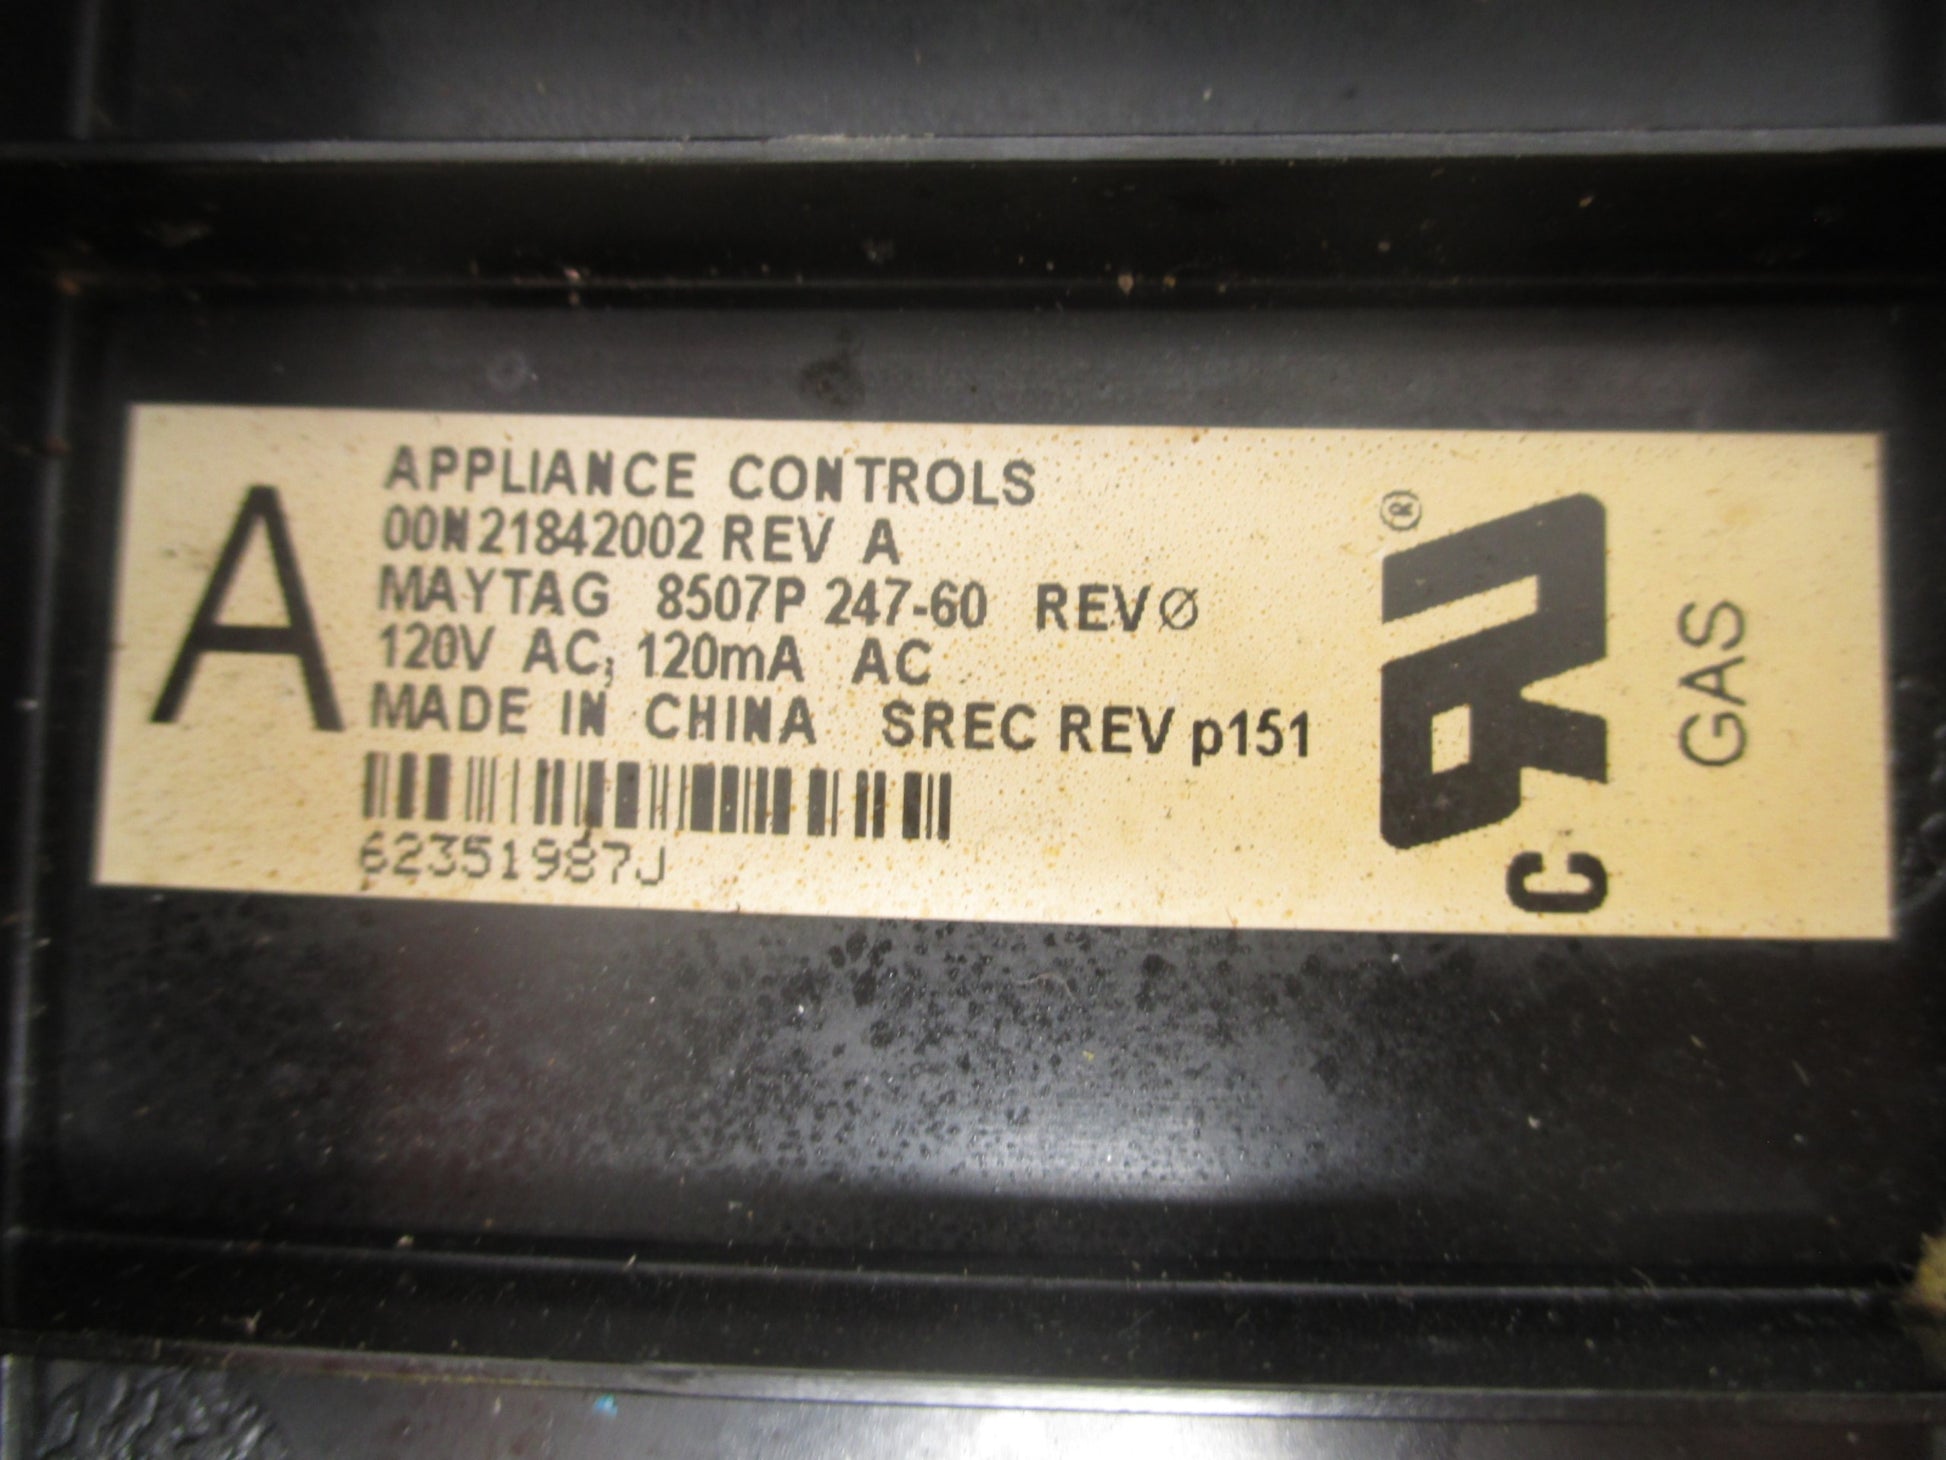 A
APPLIANCE CONTROLS
00N21842002 REV A
MAYTAG 8507P 247-60 REV Ø
120V AC, 120mA AC
MADE IN CHINA SREC REV p151
62351987J
®
C
GAS